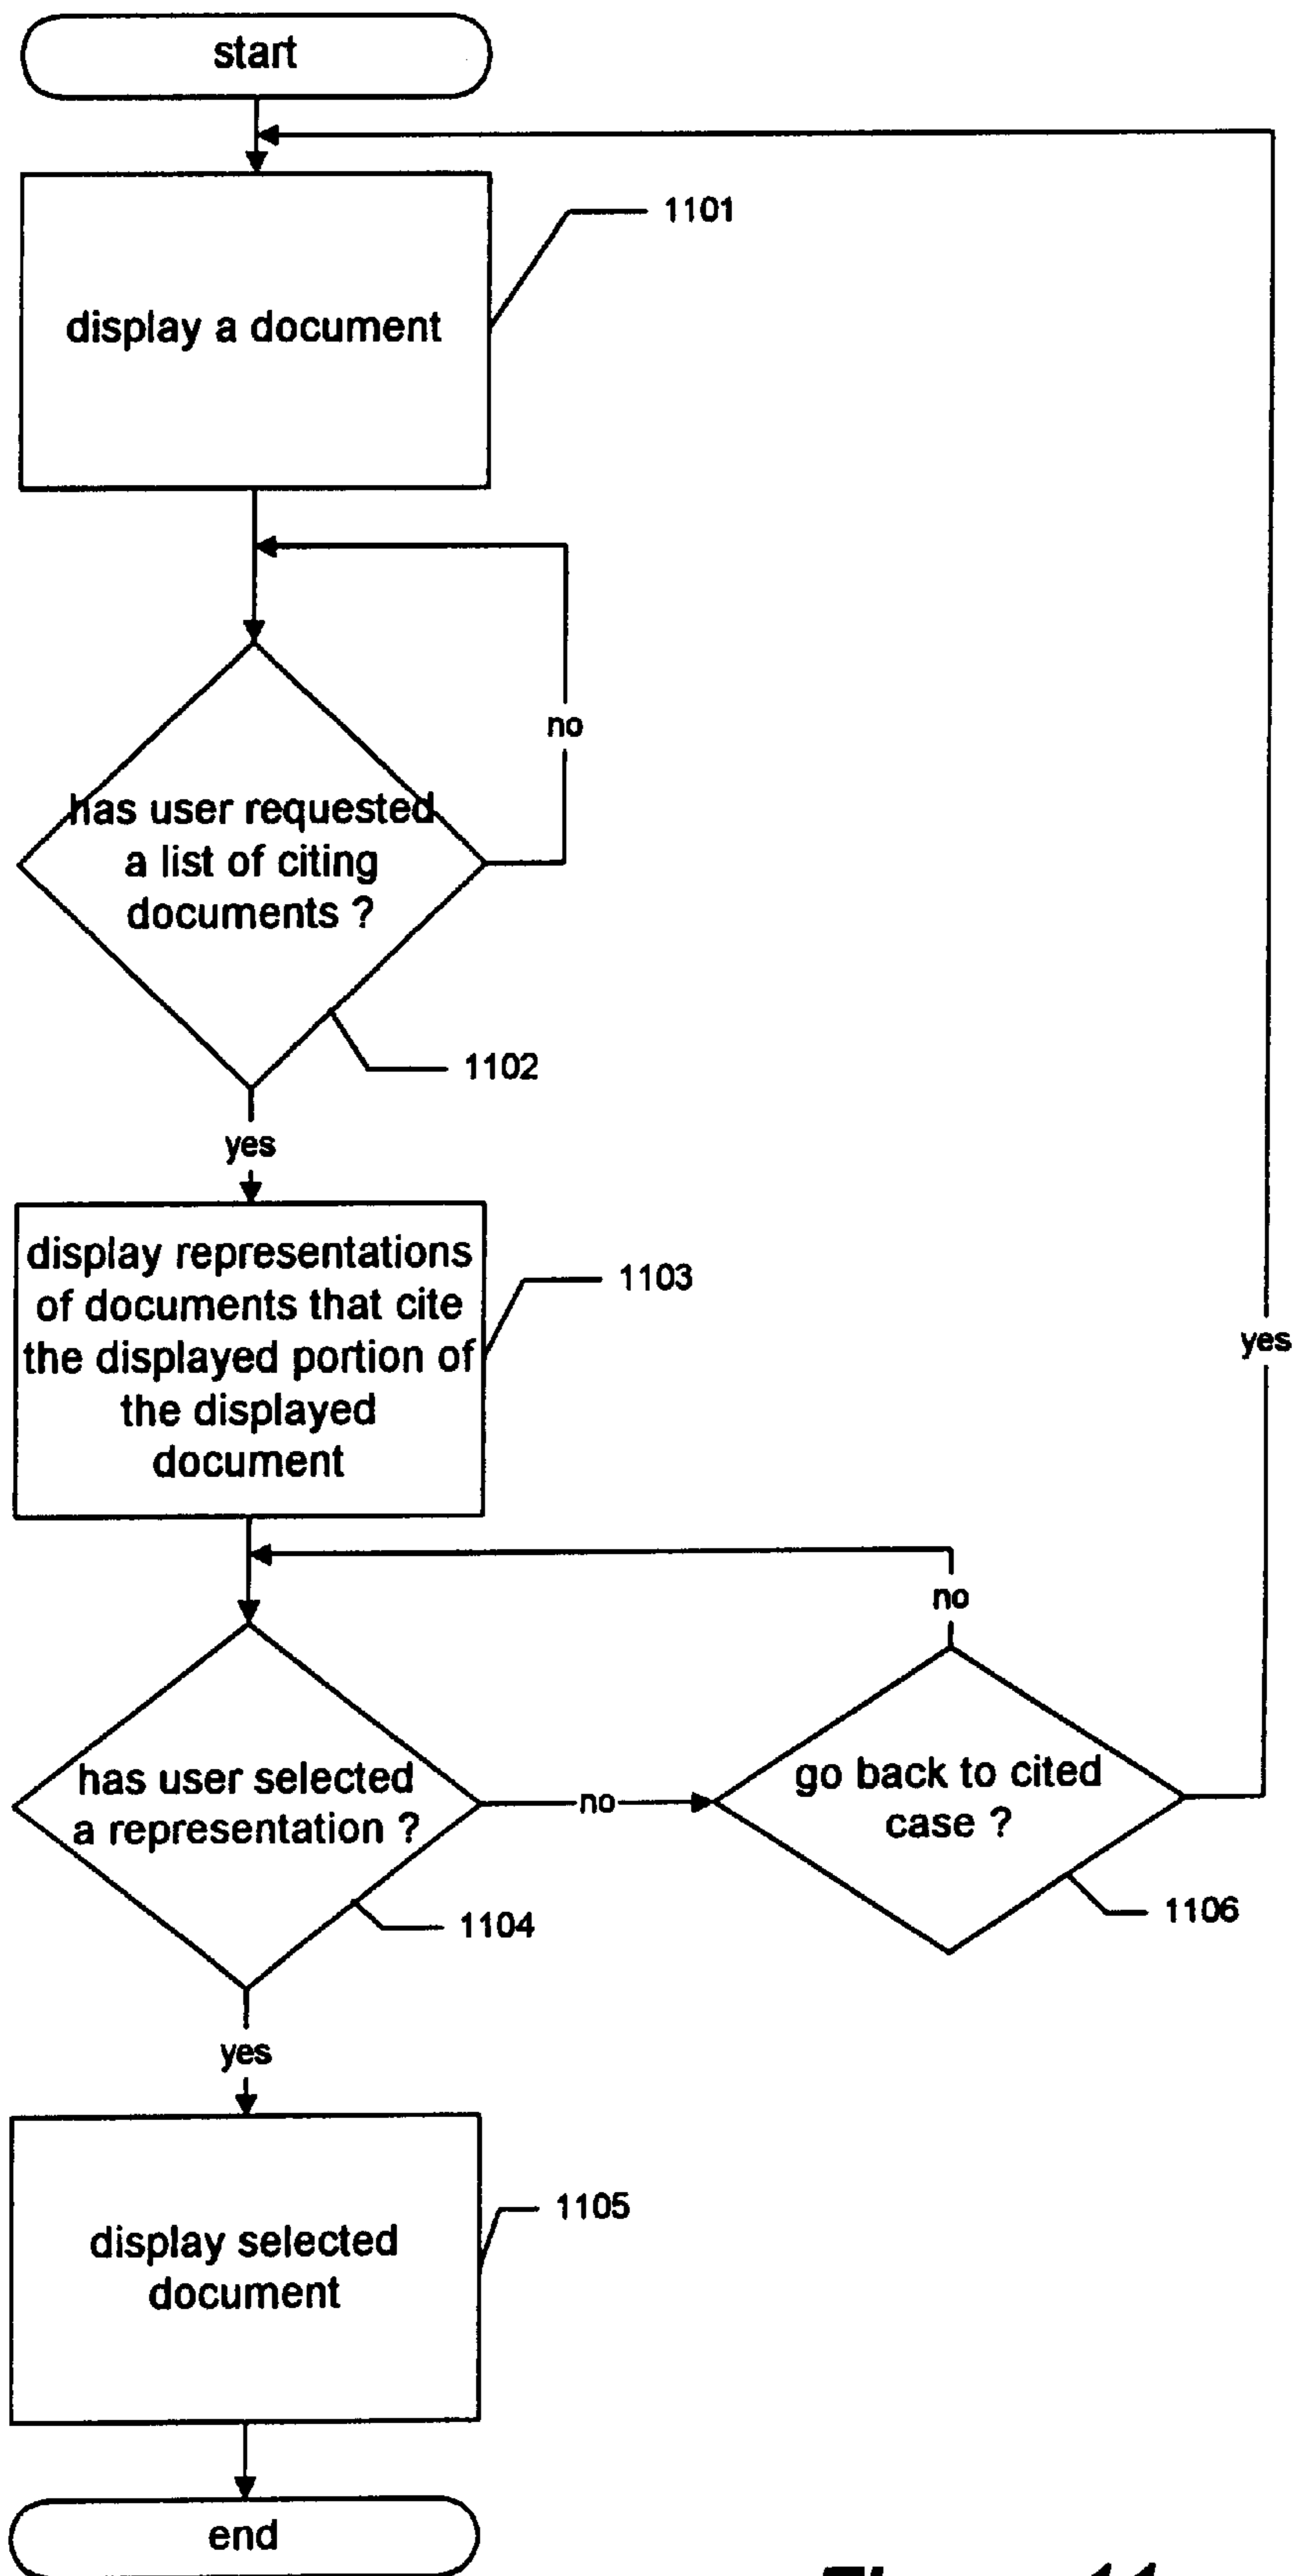 start
1101
display a document
no
has user requested
a list of citing
documents ?
1102
yes
display representations
of documents that cite
the displayed portion of
the displayed
document
1103
yes
no
has user selected
a representation ?
no
go back to cited
case ?
1104
1106
yes
display selected
document
1105
end